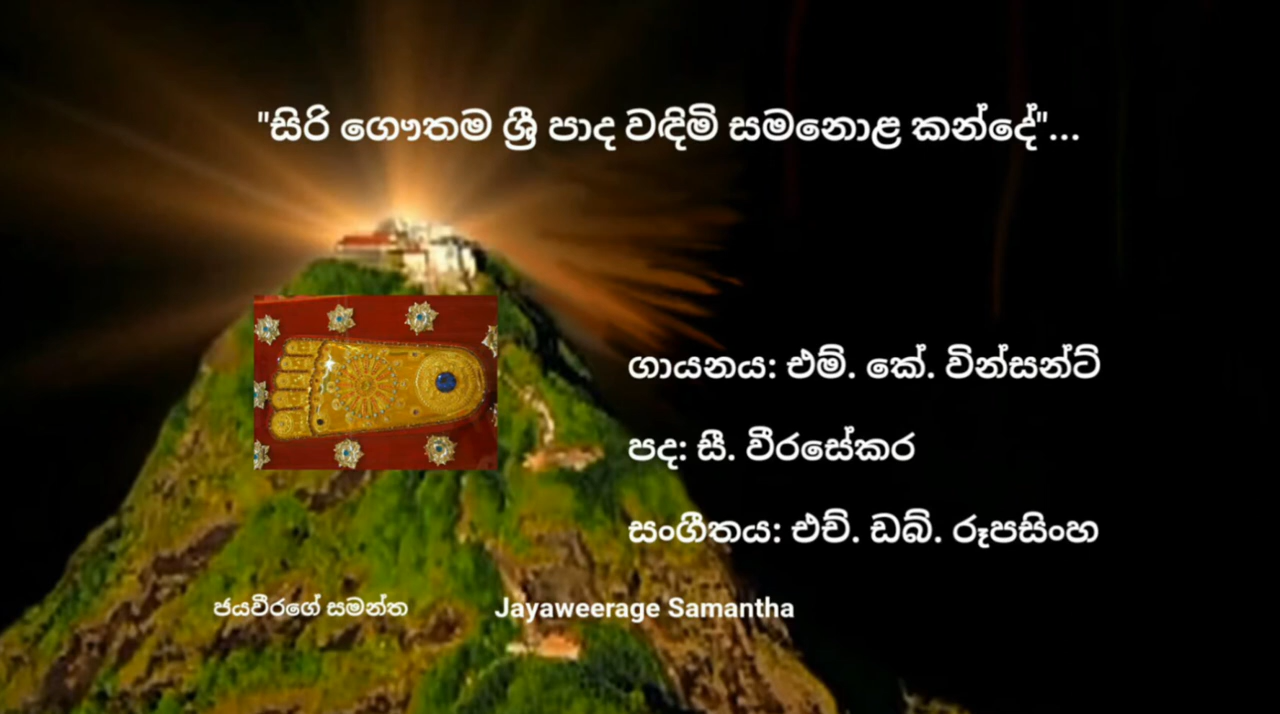 "සිරි ගෞතම ශ්‍රී පාද වඳිමි සමනොළ කන්දේ"...
ගායනය: එම්. කේ. වින්සන්ට්
පද: සී. වීරසේකර
සංගීතය: එච්. ඩබ්. රූපසිංහ
ජයවීරගේ සමන්ත Jayaweerage Samantha